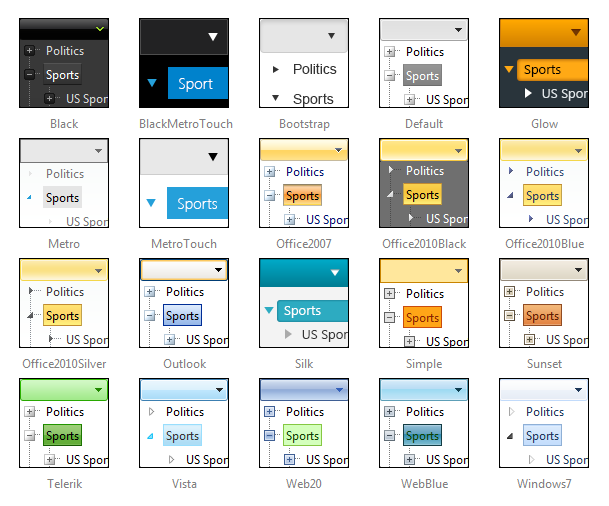 Politics
Sports
US Spor
Black
Sport
BlackMetroTouch
Politics
Sports
Bootstrap
Politics
Sports
US Spor
Default
Sports
US Spor
Glow
Politics
Sports
US Spor
Metro
Sports
MetroTouch
Politics
Sports
US Spor
Office2007
Politics
Sports
US Spor
Office2010Black
Politics
Sports
US Spor
Office2010Blue
Politics
Sports
US Spor
Office2010Silver
Politics
Sports
US Spor
Outlook
Sports
US Spor
Silk
Politics
Sports
US Spor
Simple
Politics
Sports
US Spor
Sunset
Politics
Sports
US Spor
Telerik
Politics
Sports
US Spor
Vista
Politics
Sports
US Spor
Web20
Politics
Sports
US Spor
WebBlue
Politics
Sports
US Spor
Windows7